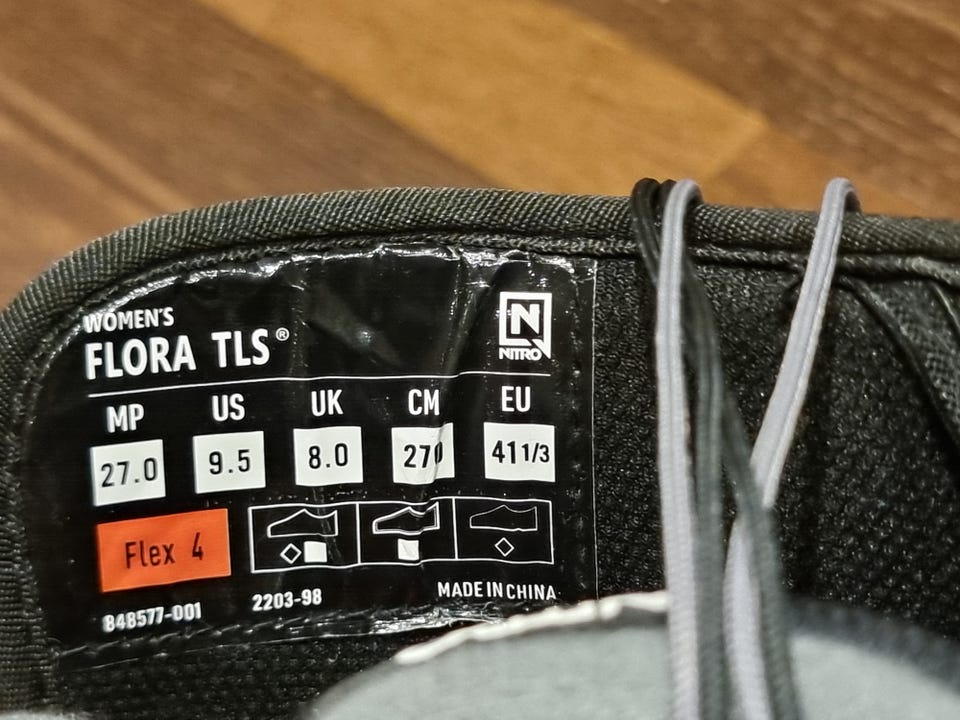 WOMEN'S
FLORA TLS®
N
NITRO
MP US UK CM EU
27.0 9.5 8.0 270 41 1/3
Flex 4
848577-001 2203-98 MADE IN CHINA